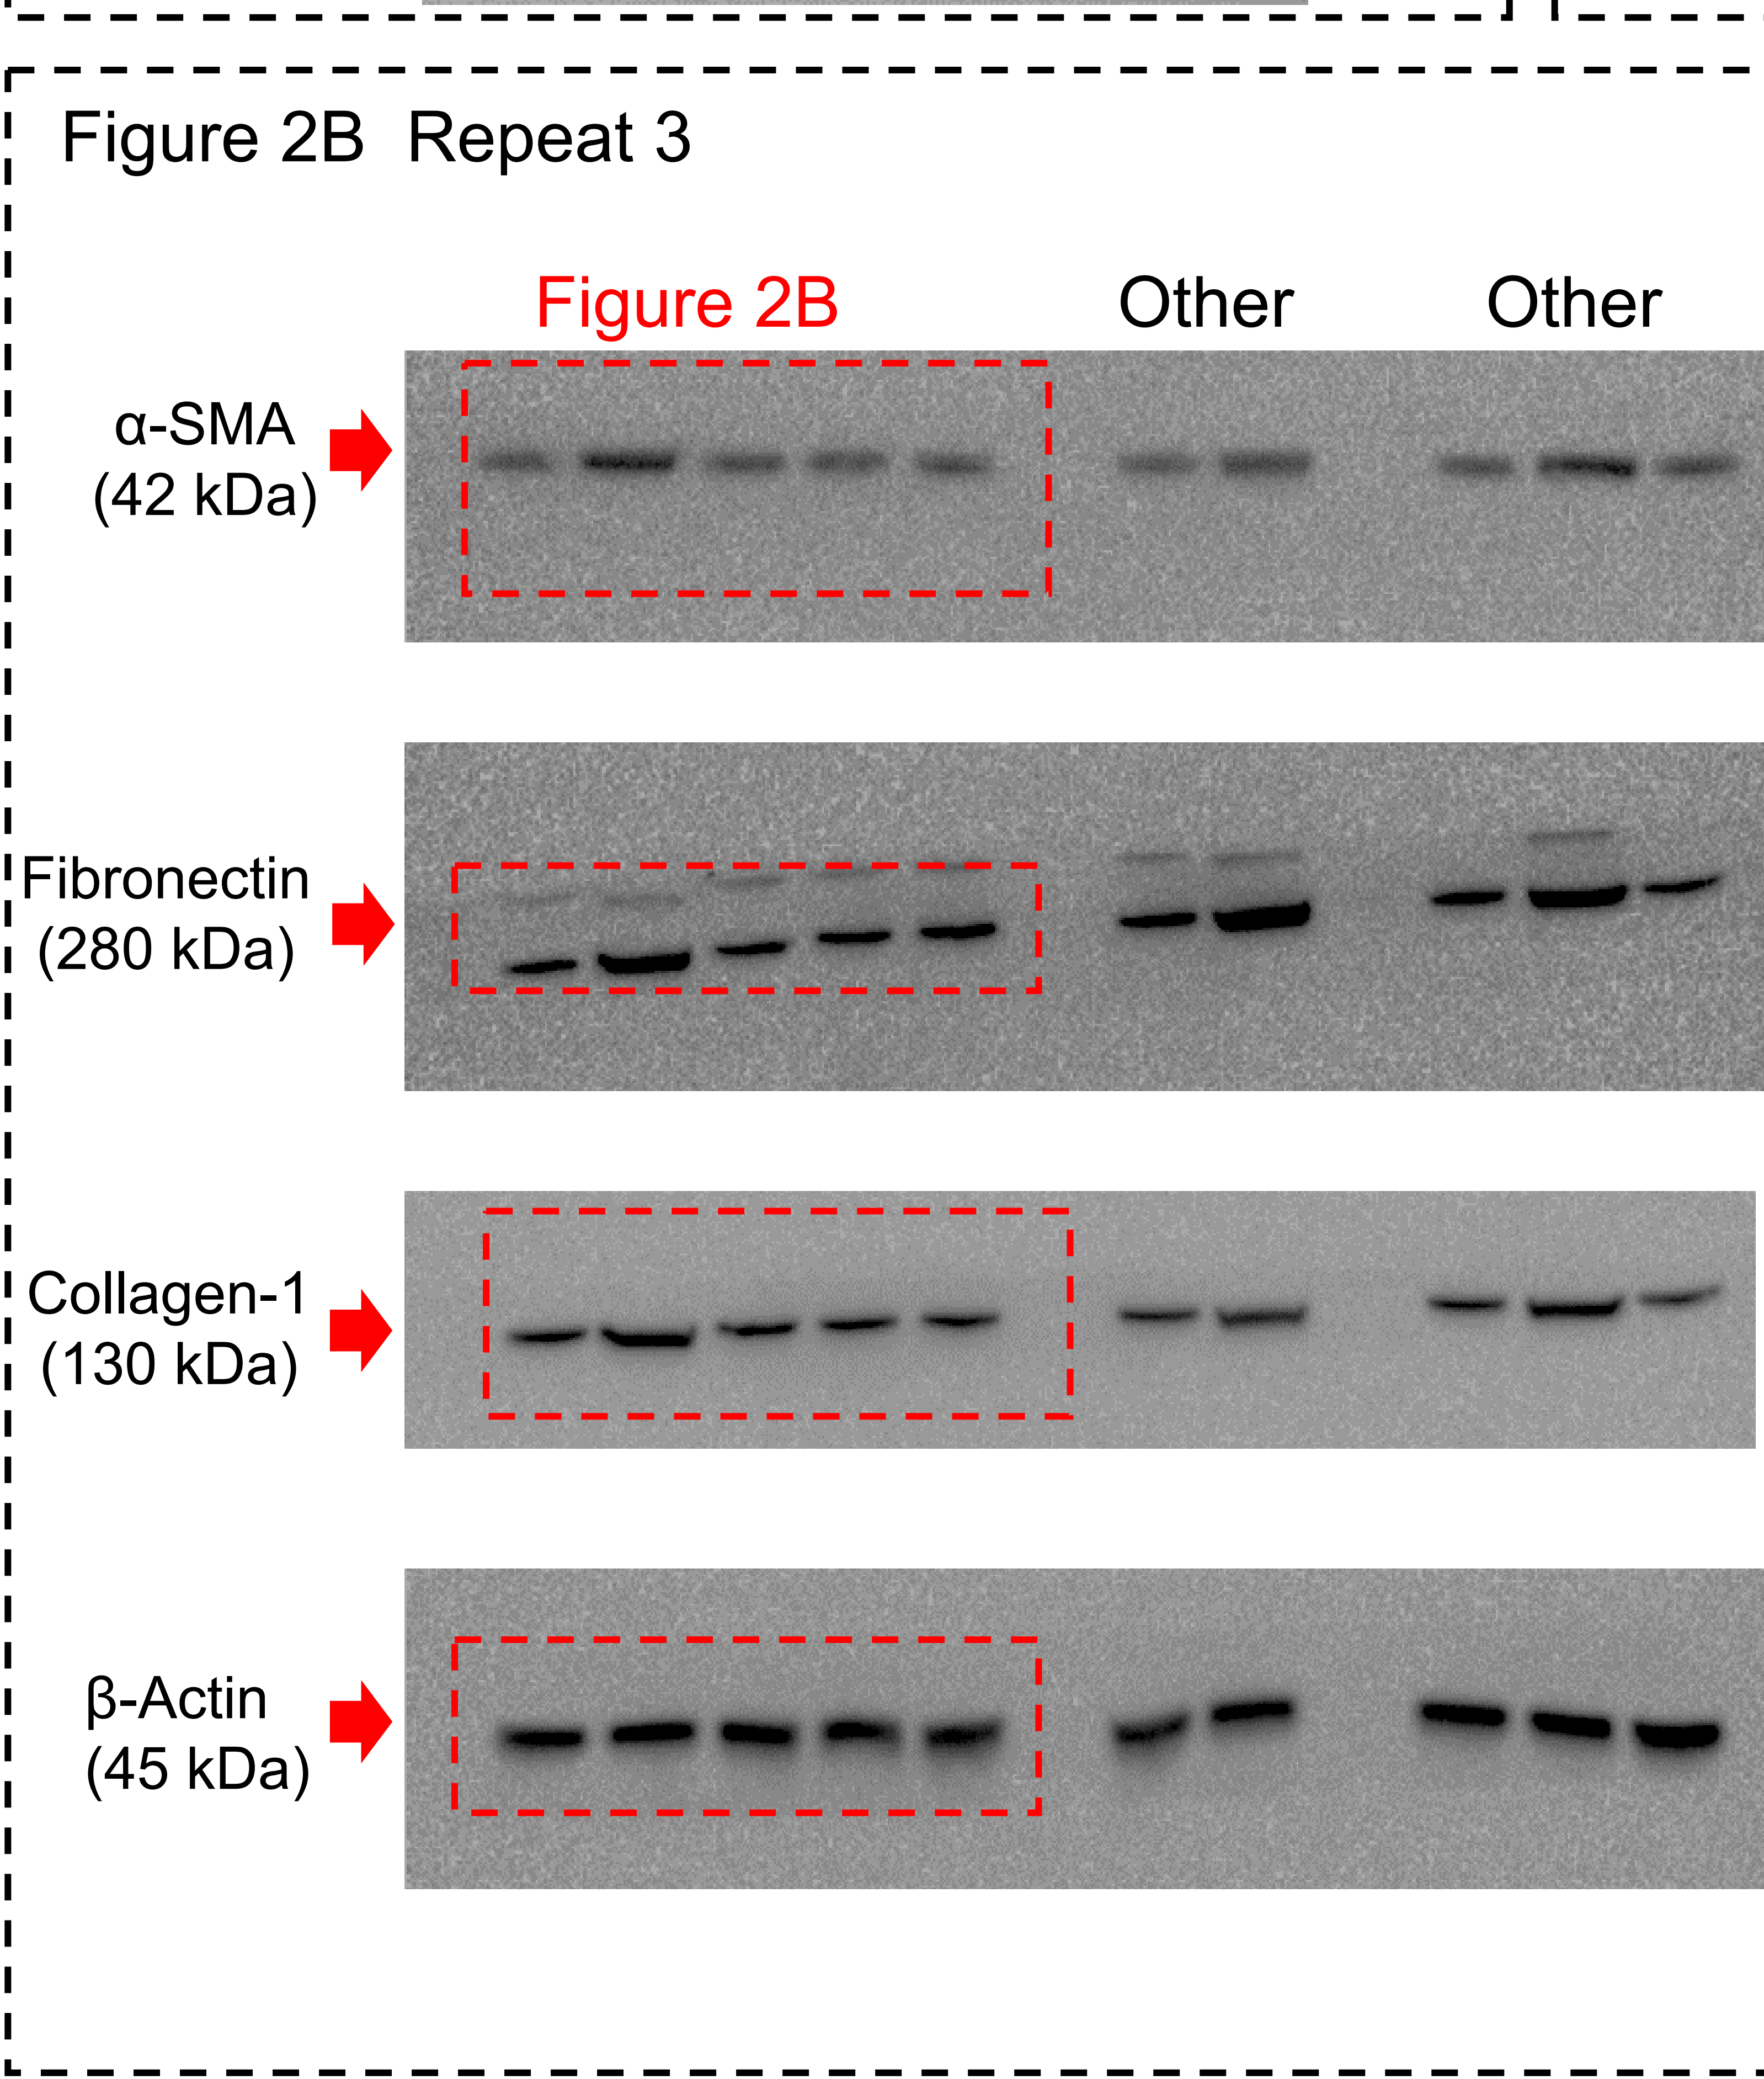 Figure 2B Repeat 3
Figure 2B Other Other
α-SMA
(42 kDa)
Fibronectin
(280 kDa)
Collagen-1
(130 kDa)
β-Actin
(45 kDa)